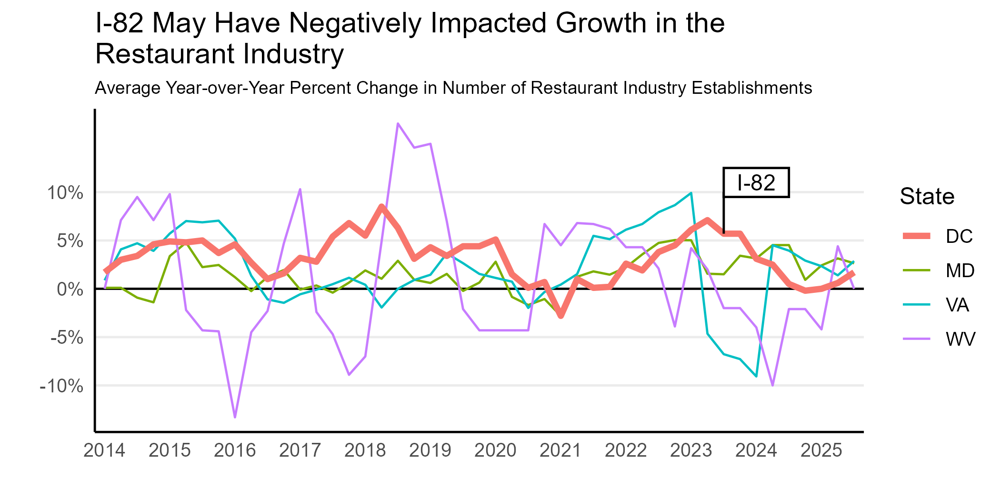 I-82 May Have Negatively Impacted Growth in the
Restaurant Industry
Average Year-over-Year Percent Change in Number of Restaurant Industry Establishments
10%
5%
0%
-5%
-10%
I-82
2014 2015 2016 2017 2018 2019 2020 2021 2022 2023 2024 2025
State
DC
MD
VA
WV